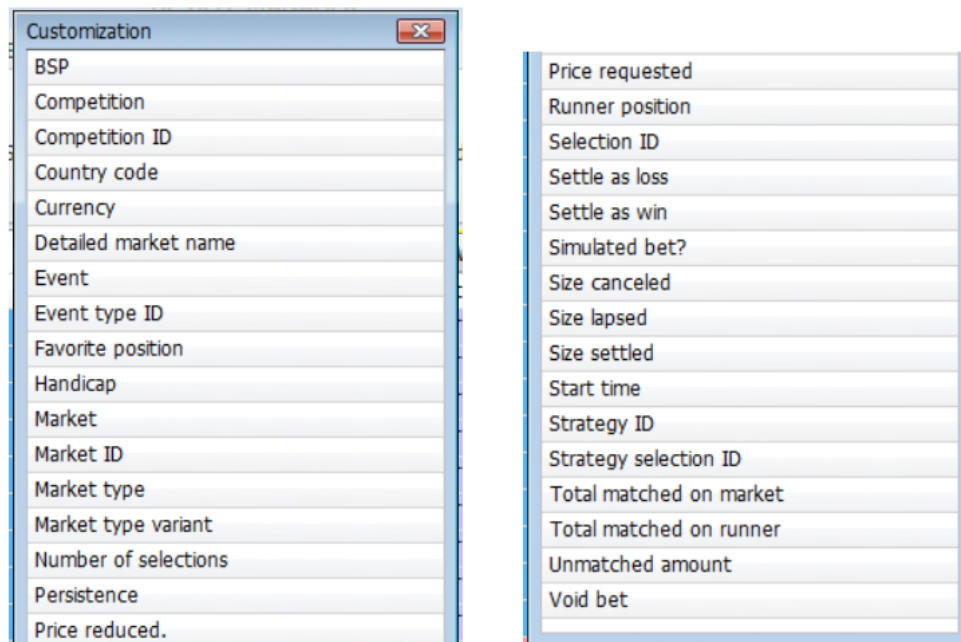 Customization
BSP
Competition
Competition ID
Country code
Currency
Detailed market name
Event
Event type ID
Favorite position
Handicap
Market
Market ID
Market type
Market type variant
Number of selections
Persistence
Price reduced.
Price requested
Runner position
Selection ID
Settle as loss
Settle as win
Simulated bet?
Size canceled
Size lapsed
Size settled
Start time
Strategy ID
Strategy selection ID
Total matched on market
Total matched on runner
Unmatched amount
Void bet